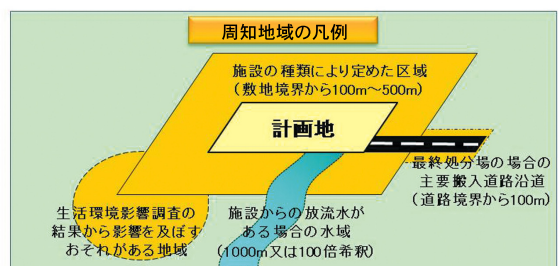 周知地域の凡例
施設の種類により定めた区域
（敷地境界から100m～500m）
計画地
最終処分場の場合の
主要搬入道路沿道
（道路境界から100m）
生活環境影響調査の
結果から影響を及ぼす
おそれがある地域
施設からの放流水が
ある場合の水域
（1000m又は100倍希釈）